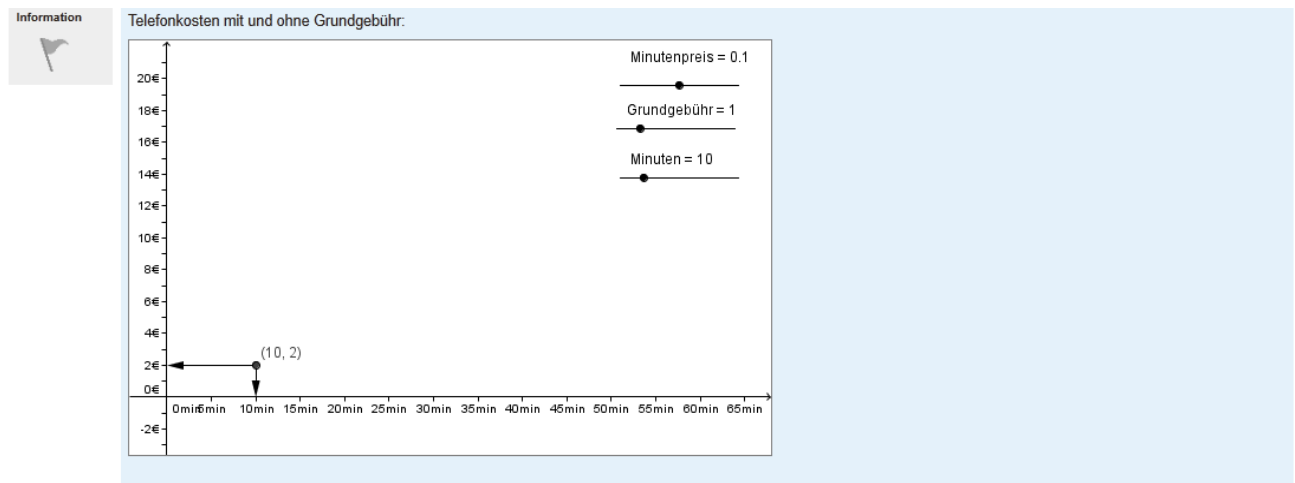 Information
Telefonkosten mit und ohne Grundgebühr:
Minutenpreis = 0.1
Grundgebühr = 1
Minuten = 10
20€
18€
16€
14€
12€
10€
8€
6€
4€
2€
0€
-2€
(10, 2)
0min 5min 10min 15min 20min 25min 30min 35min 40min 45min 50min 55min 60min 65min